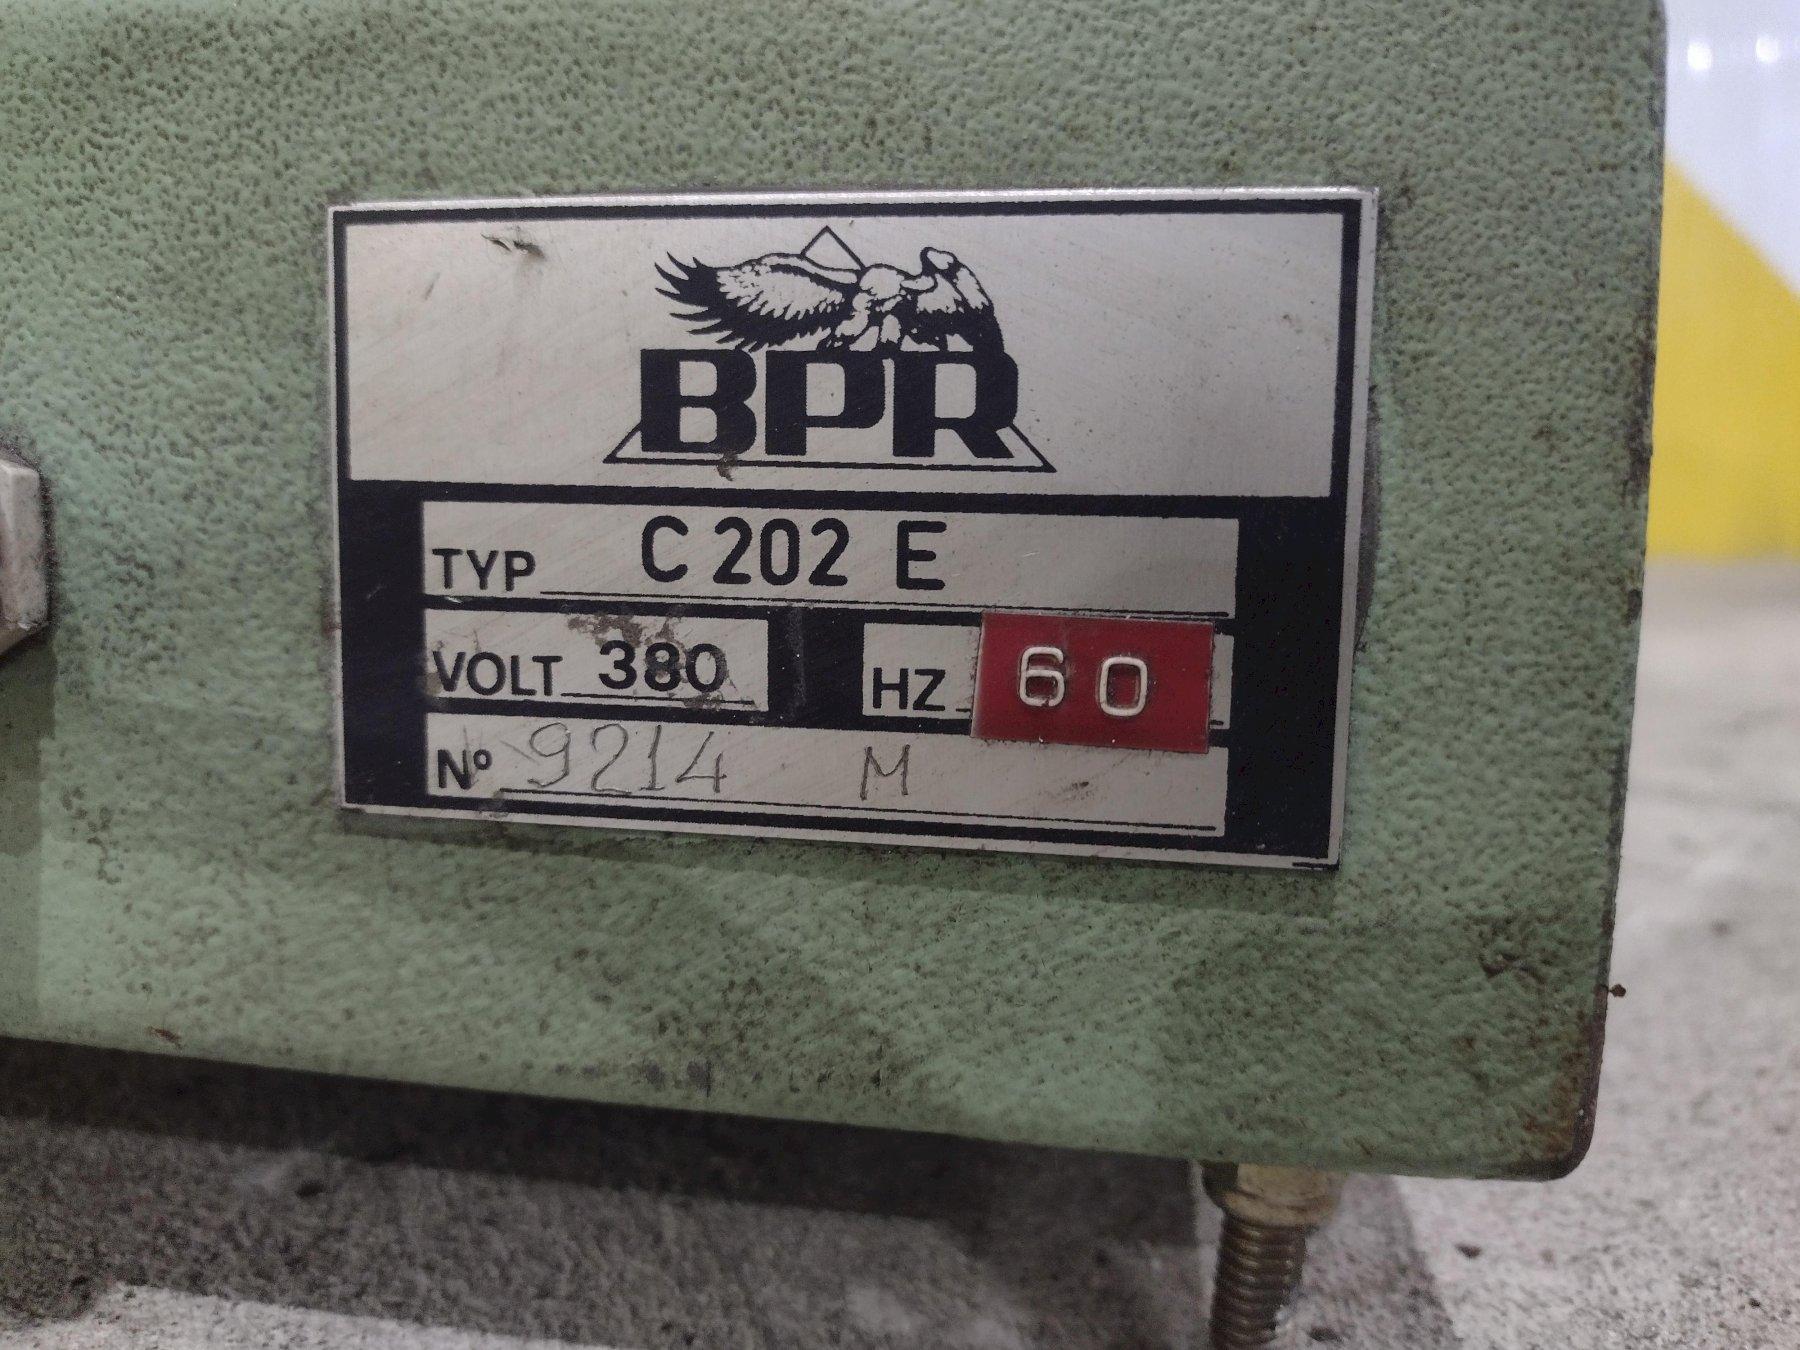 BPR
TYP C 202 E
VOLT 380 HZ 60
Nº 9214 M